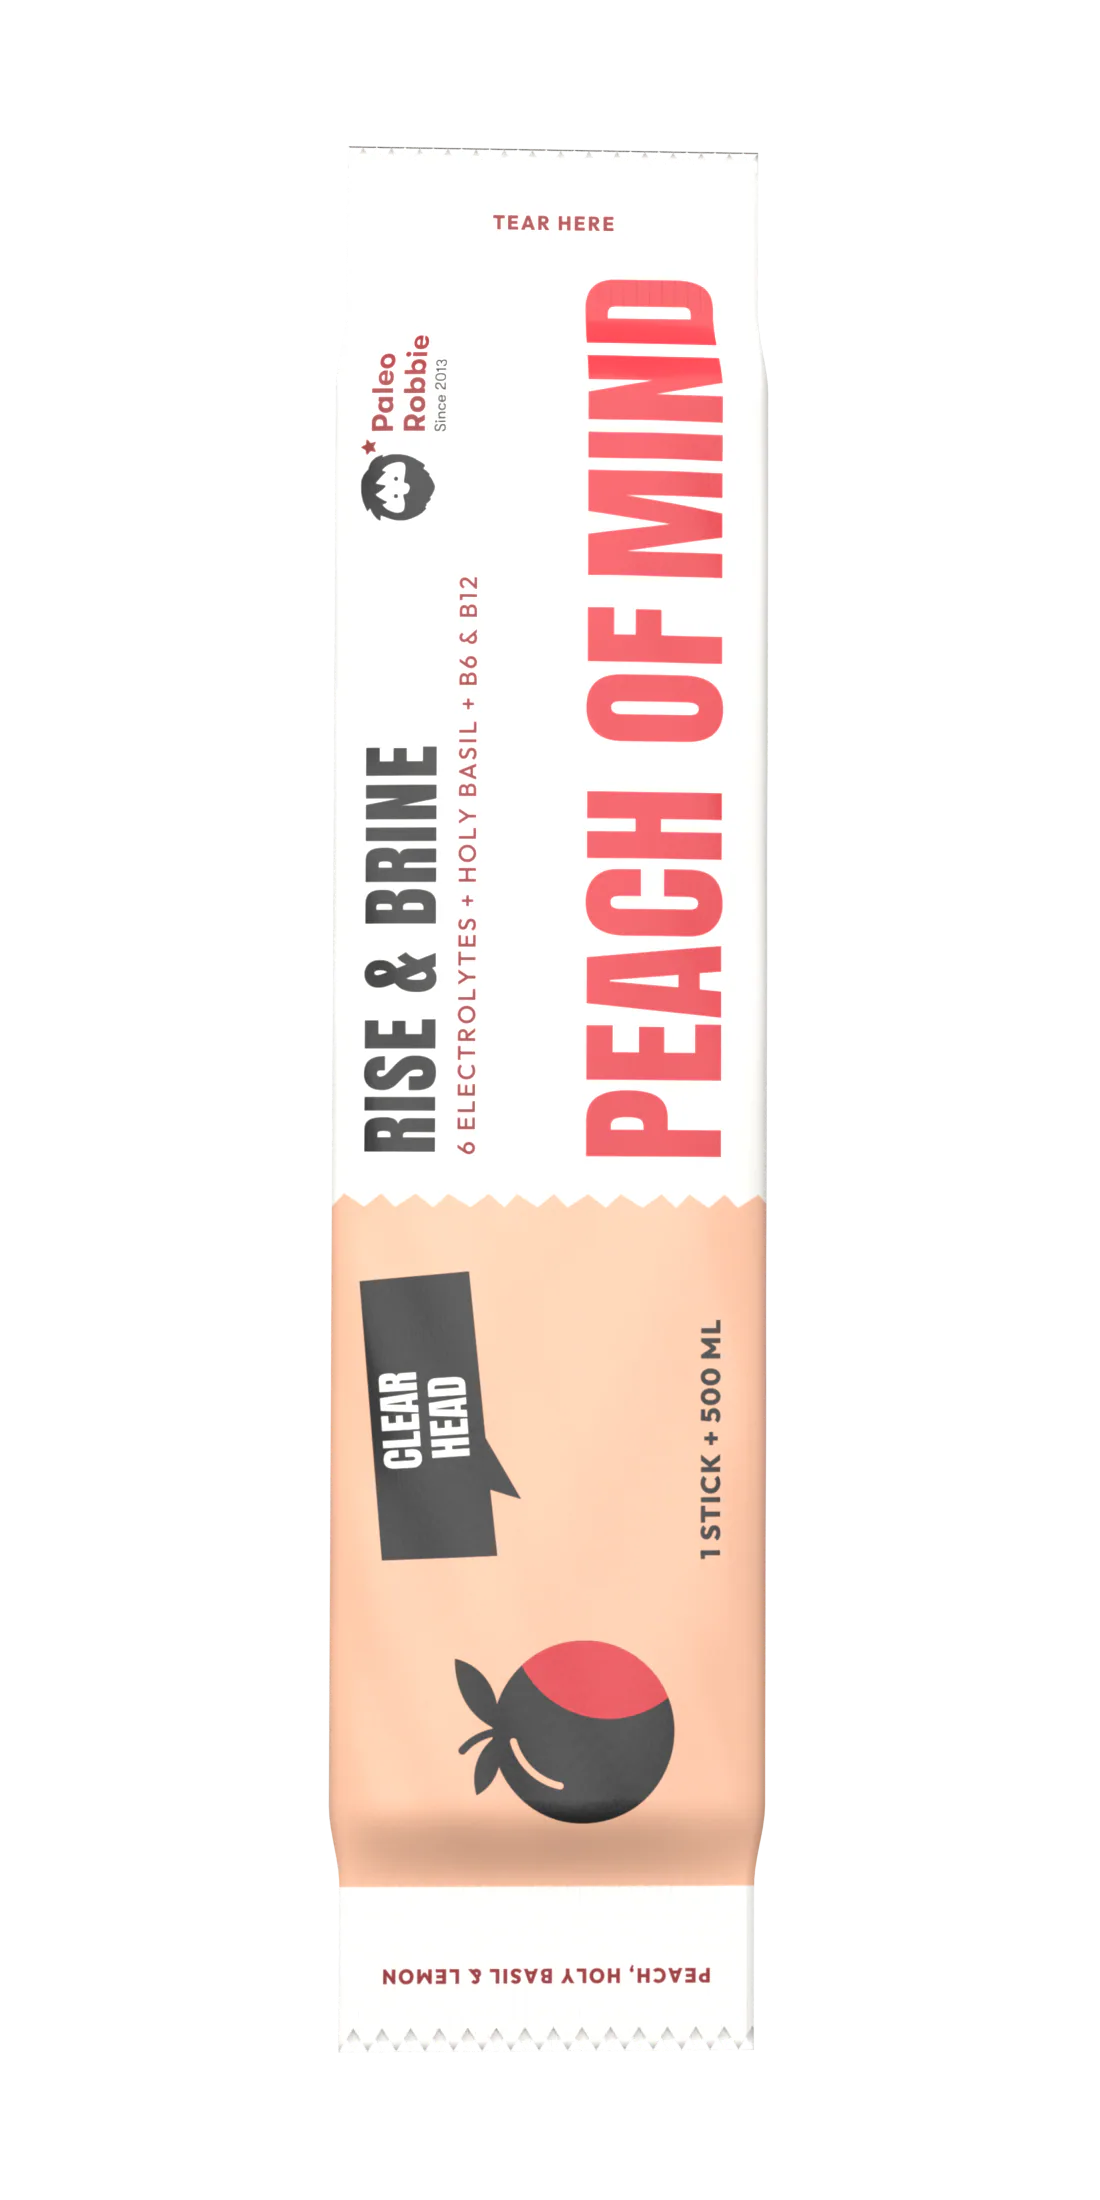 TEAR HERE
Paleo
Robbie
Since 2013
RISE & BRINE
6 ELECTROLYTES + HOLY BASIL + B6 & B12
PEACH OF MIND
CLEAR
HEAD
1 STICK + 500 ML
PEACH, HOLY BASIL & LEMON